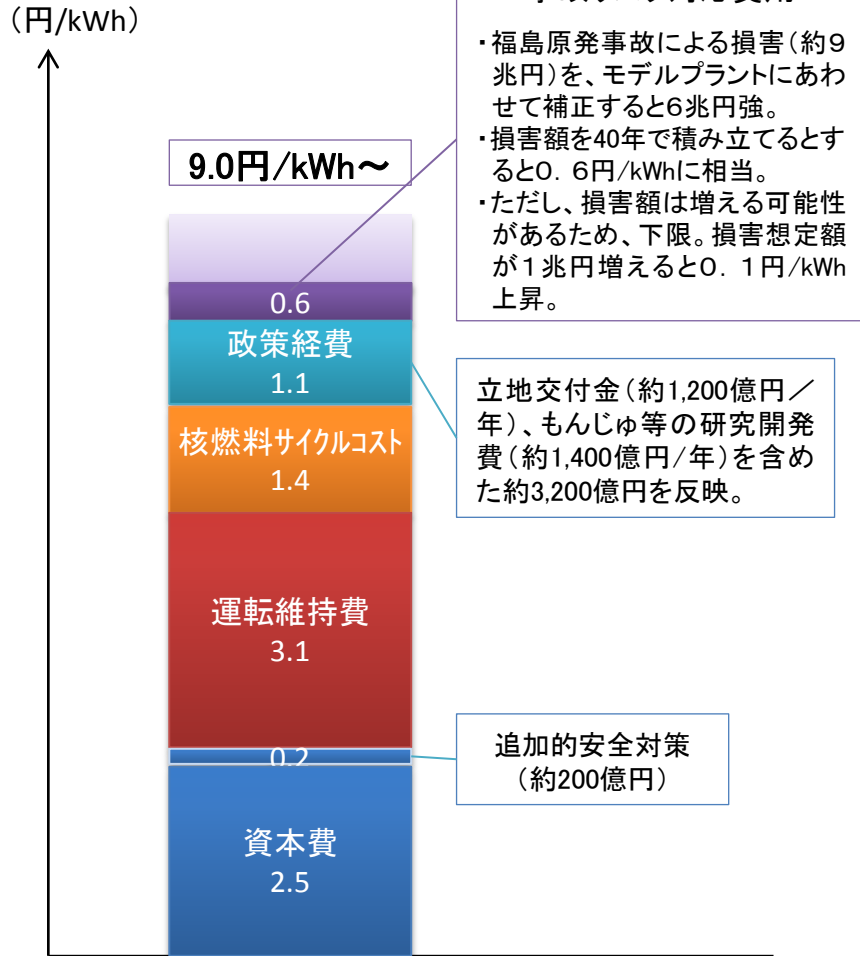 （円/kWh）
・福島原発事故による損害（約９
兆円）を、モデルプラントにあわ
せて補正すると６兆円強。
・損害額を40年で積み立てるとす
ると０．６円/kWhに相当。
・ただし、損害額は増える可能性
があるため、下限。損害想定額
が１兆円増えると０．１円/kWh
上昇。
9.0円/kWh～
0.6
政策経費
1.1
立地交付金（約1,200億円／
年）、もんじゅ等の研究開発
費（約1,400億円/年）を含め
た約3,200億円を反映。
核燃料サイクルコスト
1.4
運転維持費
3.1
0.2
追加的安全対策
（約200億円）
資本費
2.5